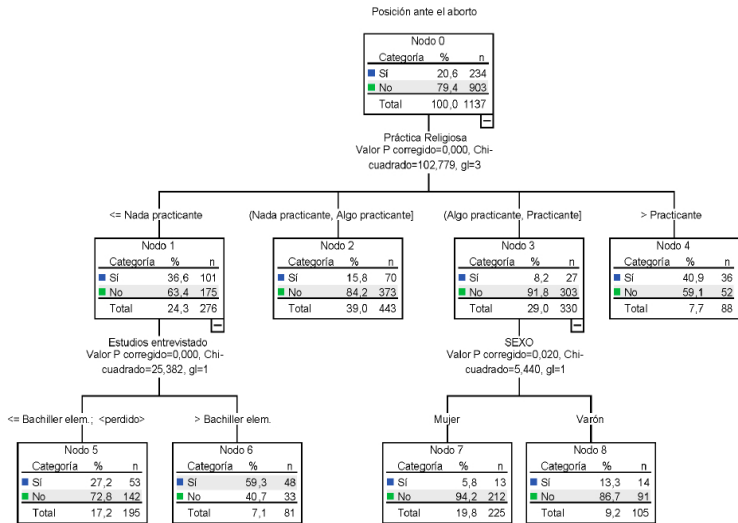 Posición ante el aborto
Nodo 0
Categoría % n
Sí 20,6 234
No 79,4 903
Total 100,0 1137
Práctica Religiosa
Valor P corregido=0,000, Chi-
cuadrado=102,779, gl=3
<= Nada practicante
(Nada practicante, Algo practicante]
(Algo practicante, Practicante]
> Practicante
Nodo 1
Categoría % n
Sí 36,6 101
No 63,4 175
Total 24,3 276
Nodo 2
Categoría % n
Sí 15,8 70
No 84,2 373
Total 39,0 443
Nodo 3
Categoría % n
Sí 8,2 27
No 91,8 303
Total 29,0 330
Nodo 4
Categoría % n
Sí 40,9 36
No 59,1 52
Total 7,7 88
Estudios entrevistado
Valor P corregido=0,000, Chi-
cuadrado=25,382, gl=1
SEXO
Valor P corregido=0,020, Chi-
cuadrado=5,440, gl=1
<= Bachiller elem.; <perdido>
> Bachiller elem.
Mujer
Varón
Nodo 5
Categoría % n
Sí 27,2 53
No 72,8 142
Total 17,2 195
Nodo 6
Categoría % n
Sí 59,3 48
No 40,7 33
Total 7,1 81
Nodo 7
Categoría % n
Sí 5,8 13
No 94,2 212
Total 19,8 225
Nodo 8
Categoría % n
Sí 13,3 14
No 86,7 91
Total 9,2 105